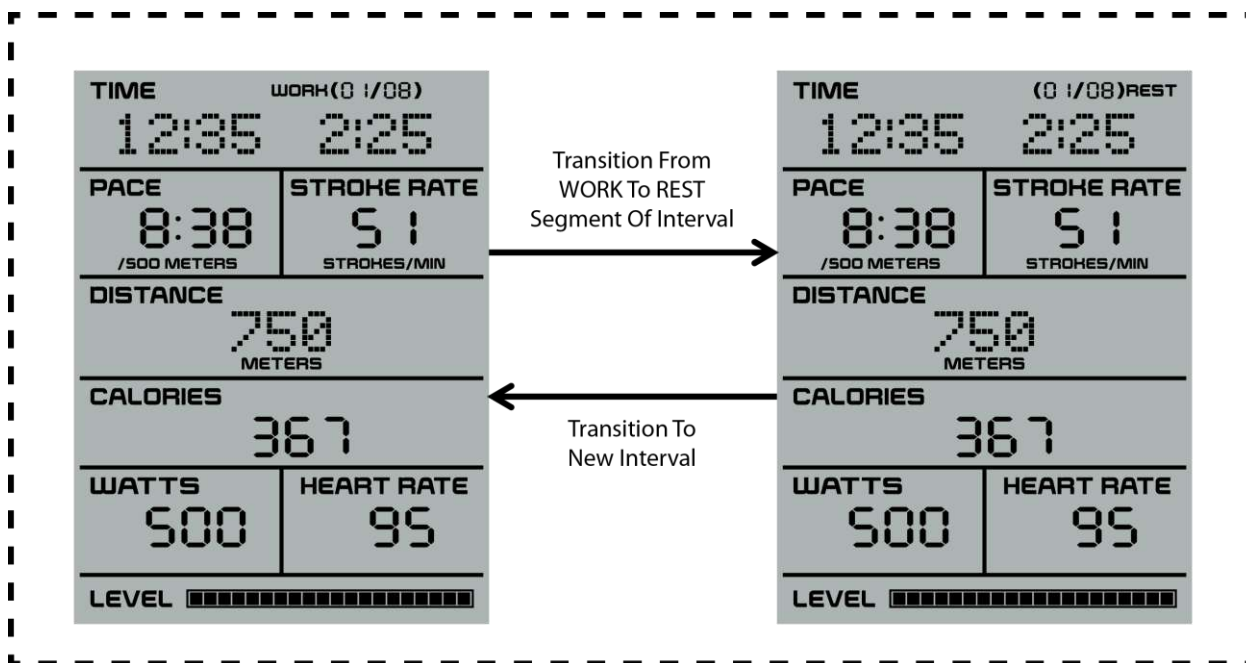 TIME WORK(01/08)
12:35 2:25
PACE STROKE RATE
8:38 51
/500 METERS STROKES/MIN
DISTANCE
750
METERS
CALORIES
367
WATTS HEART RATE
500 95
LEVEL
Transition From
WORK To REST
Segment Of Interval
Transition To
New Interval
TIME (01/08)REST
12:35 2:25
PACE STROKE RATE
8:38 51
/500 METERS STROKES/MIN
DISTANCE
750
METERS
CALORIES
367
WATTS HEART RATE
500 95
LEVEL